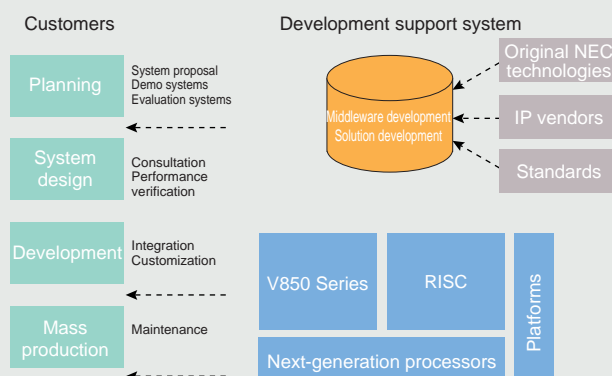 Customers
Development support system
Planning
System proposal
Demo systems
Evaluation systems
System
design
Consultation
Performance
verification
Development
Integration
Customization
Mass
production
Maintenance
Middleware development
Solution development
Original NEC
technologies
IP vendors
Standards
V850 Series
RISC
Platforms
Next-generation processors